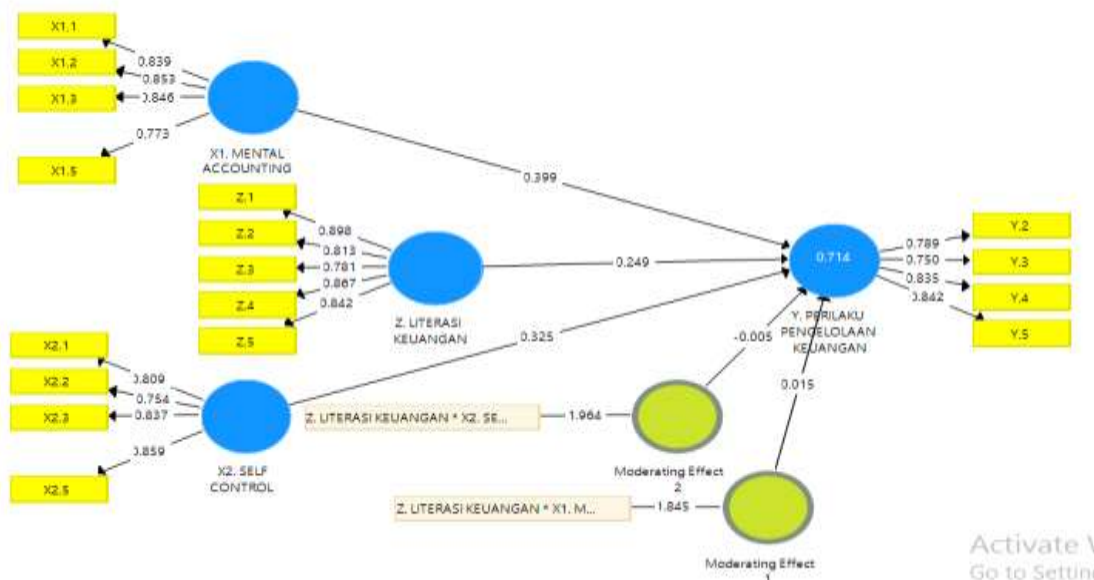 X1.1
X1.2
X1.3
X1.5
0.839
0.853
0.846
0.773
X1. MENTAL
ACCOUNTING
0.399
Z.1
Z.2
Z.3
Z.4
Z.5
0.898
0.813
0.781
0.867
0.842
Z. LITERASI
KEUANGAN
0.249
X2.1
X2.2
X2.3
X2.5
0.809
0.754
0.837
0.859
X2. SELF
CONTROL
0.325
0.714
Y. PERILAKU
PENGELOLAAN
KEUANGAN
0.789
0.750
0.835
0.842
Y.2
Y.3
Y.4
Y.5
-0.005
0.015
Z. LITERASI KEUANGAN * X2. SE...
1.964
Moderating Effect
2
Z. LITERASI KEUANGAN * X1. M...
1.845
Moderating Effect
1
Activate
Go to Setting